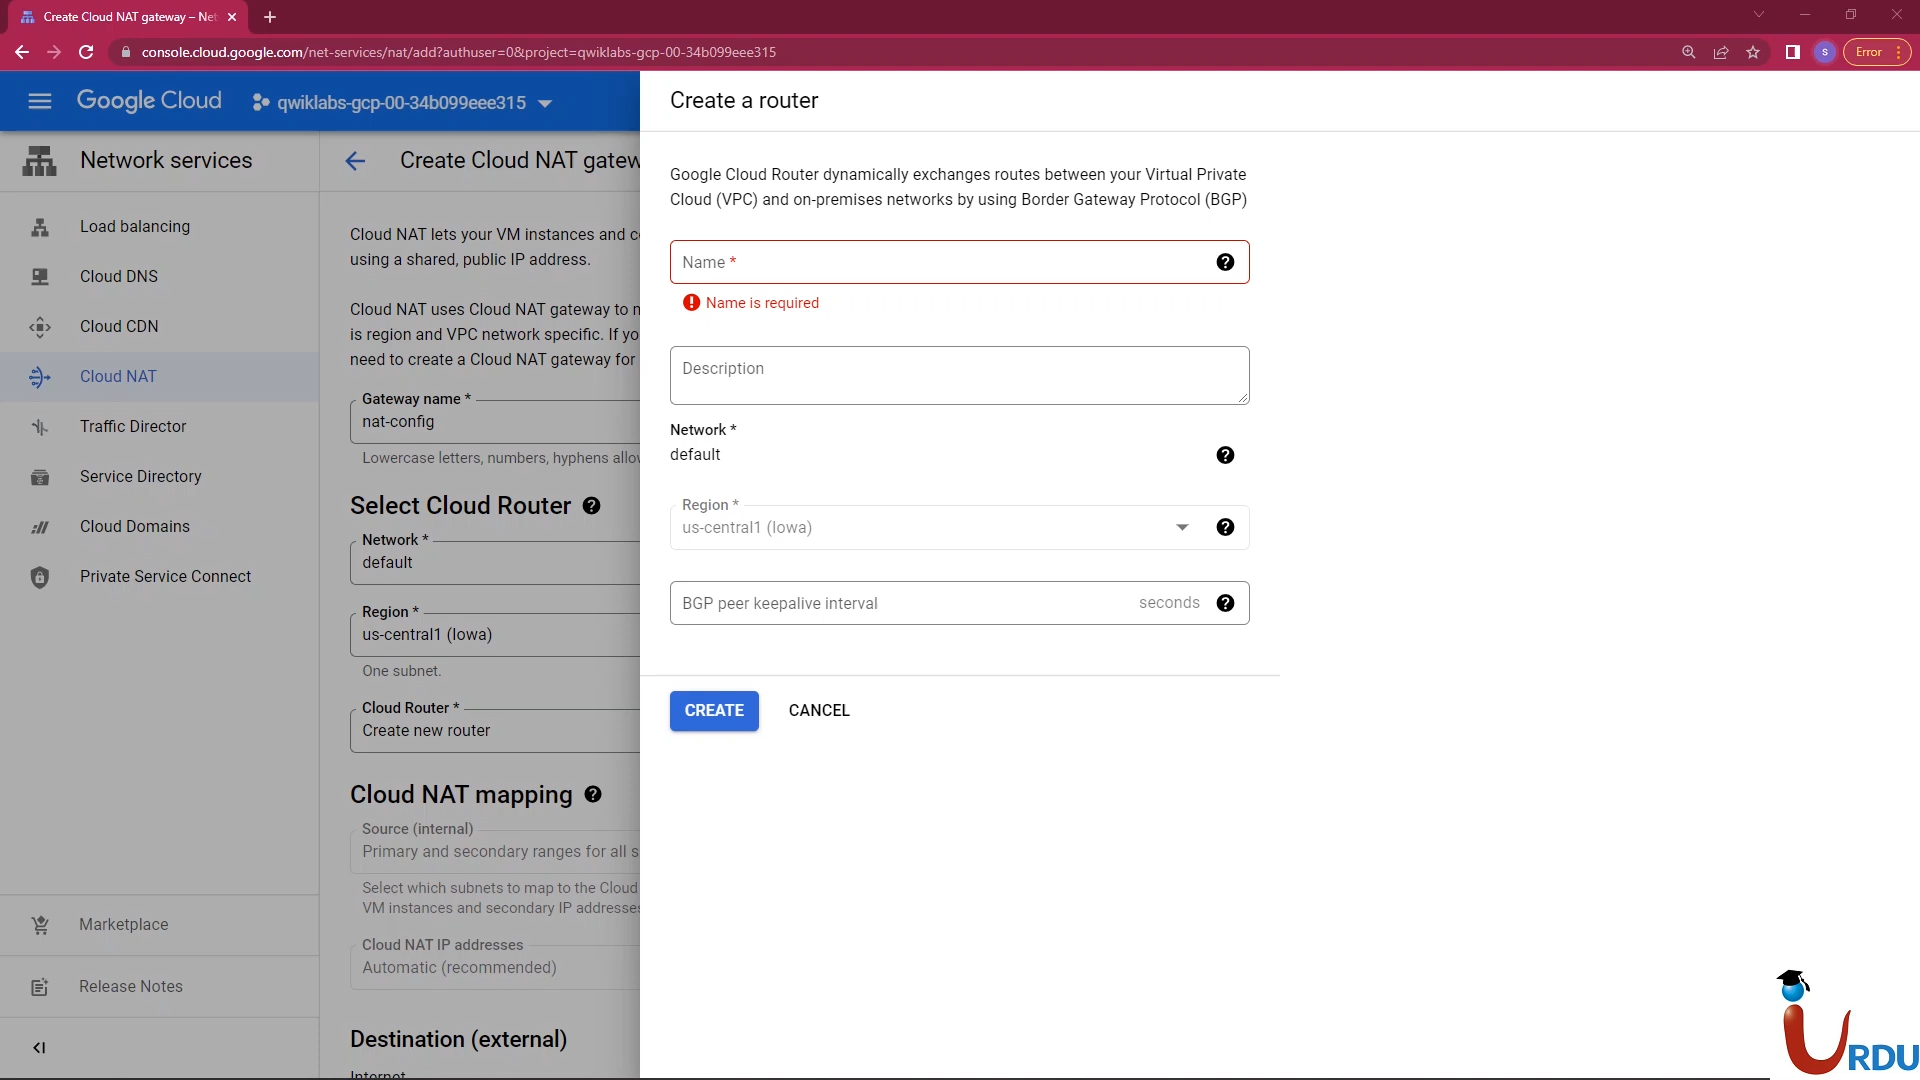 Create Cloud NAT gateway – Net
console.cloud.google.com/net-services/nat/add?authuser=0&project=qwiklabs-gcp-00-34b099eee315
s
Error
Google Cloud
qwiklabs-gcp-00-34b099eee315
Network services
Load balancing
Cloud DNS
Cloud CDN
Cloud NAT
Traffic Director
Service Directory
Cloud Domains
Private Service Connect
Marketplace
Release Notes
Create Cloud NAT gatew
Cloud NAT lets your VM instances and c
using a shared, public IP address.
Cloud NAT uses Cloud NAT gateway to
is region and VPC network specific. If yo
need to create a Cloud NAT gateway for
Gateway name *
nat-config
Lowercase letters, numbers, hyphens allo
Select Cloud Router
Network *
default
Region *
us-central1 (Iowa)
One subnet.
Cloud Router *
Create new router
Cloud NAT mapping
Source (internal)
Primary and secondary ranges for all s
Select which subnets to map to the Cloud
VM instances and secondary IP addresses
Cloud NAT IP addresses
Automatic (recommended)
Destination (external)
Internet
Create a router
Google Cloud Router dynamically exchanges routes between your Virtual Private
Cloud (VPC) and on-premises networks by using Border Gateway Protocol (BGP)
Name *
Name is required
Description
Network *
default
Region *
us-central1 (Iowa)
BGP peer keepalive interval
seconds
CREATE
CANCEL
iURDU